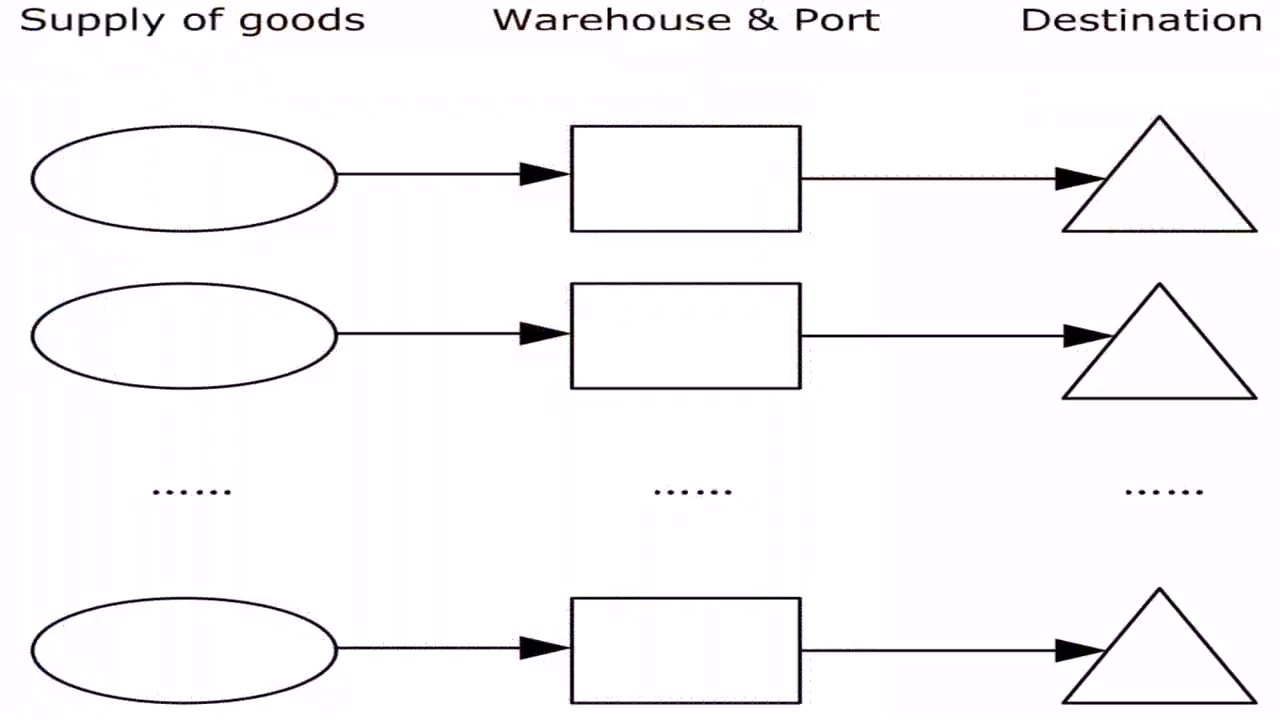 Supply of goods
Warehouse & Port
Destination
......
......
......